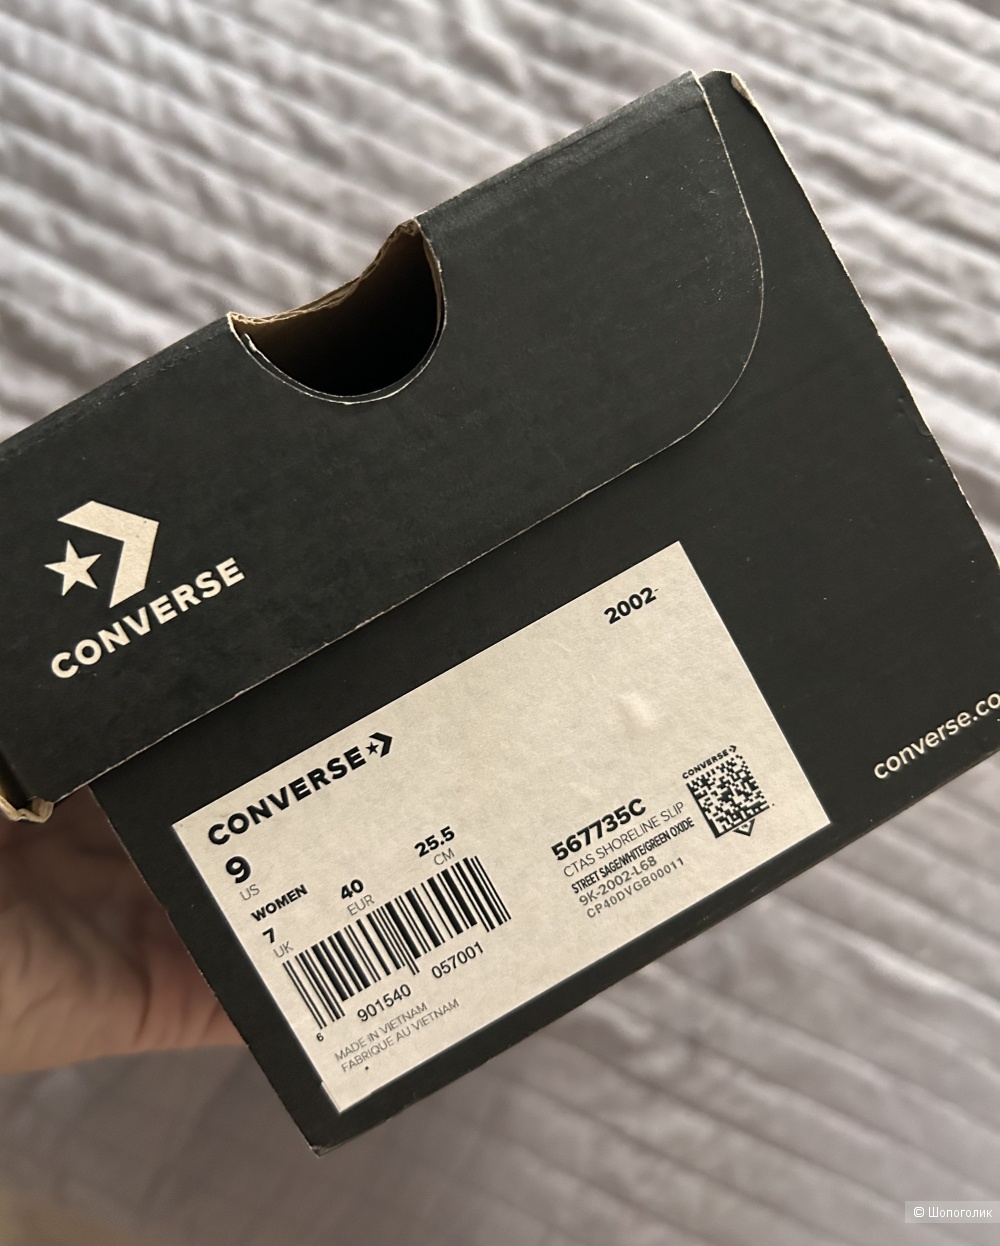 CONVERSE
2002-
CONVERSE
9
US
WOMEN
7
UK
40
EUR
25.5
CM
6 901540 057001
MADE IN VIETNAM
FABRIQUE AU VIETNAM
CONVERSE
567735C
CTAS SHORELINE SLIP
STREET SAGE/WHITE/GREEN OXIDE
9K-2002-L68
CP40DVGB00011
converse.co
© Шопоголик